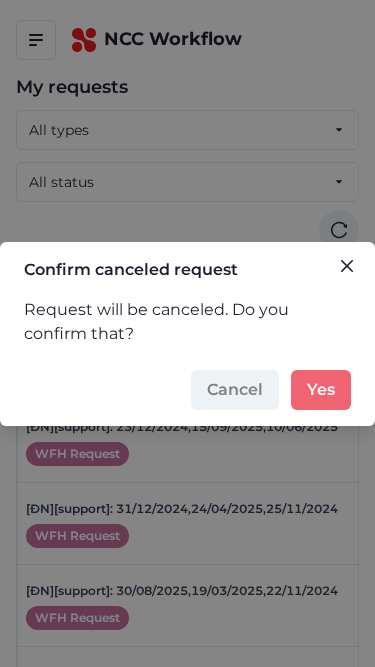 NCC Workflow
My requests
All types
All status
Confirm canceled request
Request will be canceled. Do you
confirm that?
Cancel
Yes
[ĐN][support]: 23/12/2024,15/09/2025,10/06/2025
WFH Request
[ĐN][support]: 31/12/2024,24/04/2025,25/11/2024
WFH Request
[ĐN][support]: 30/08/2025,19/03/2025,22/11/2024
WFH Request